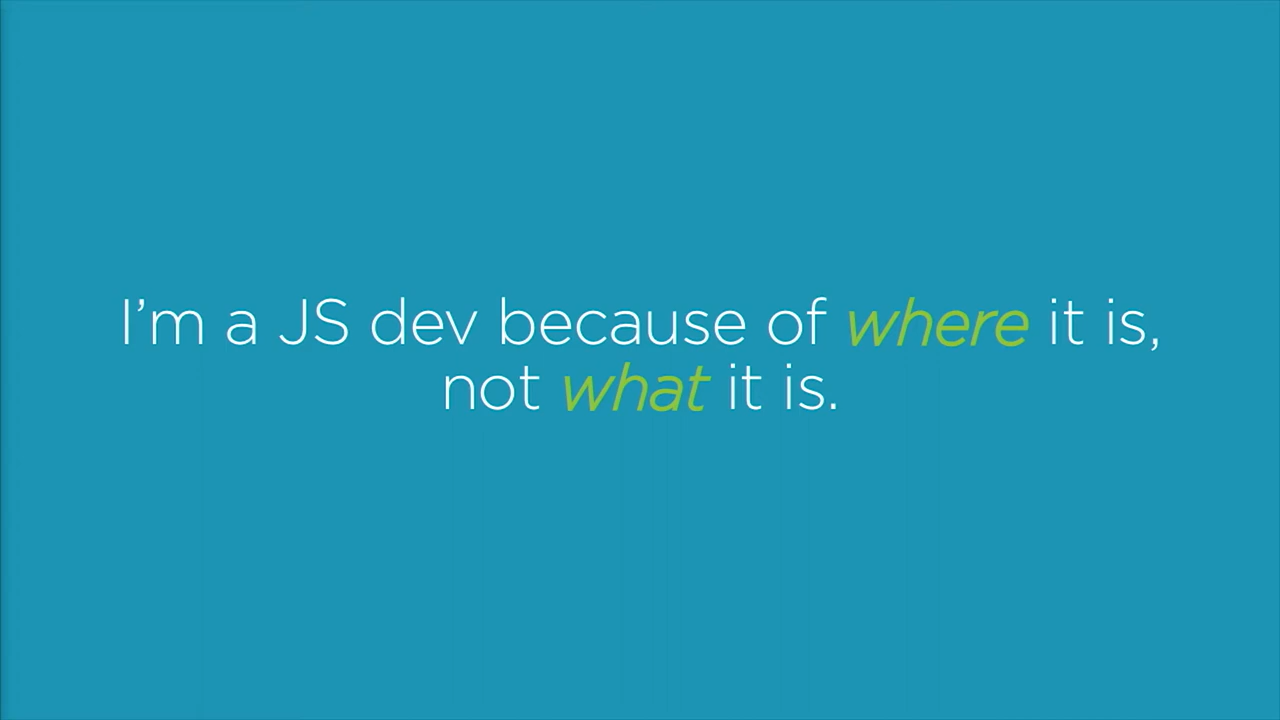 I’m a JS dev because of where it is,
not what it is.